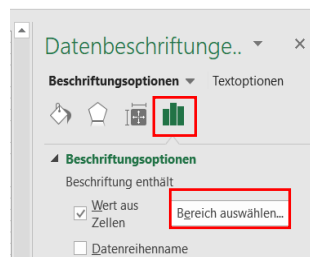 Datenbeschriftunge..
Beschriftungsoptionen Textoptionen
Beschriftungsoptionen
Beschriftung enthält
Wert aus Zellen
Bereich auswählen...
Datenreihenname